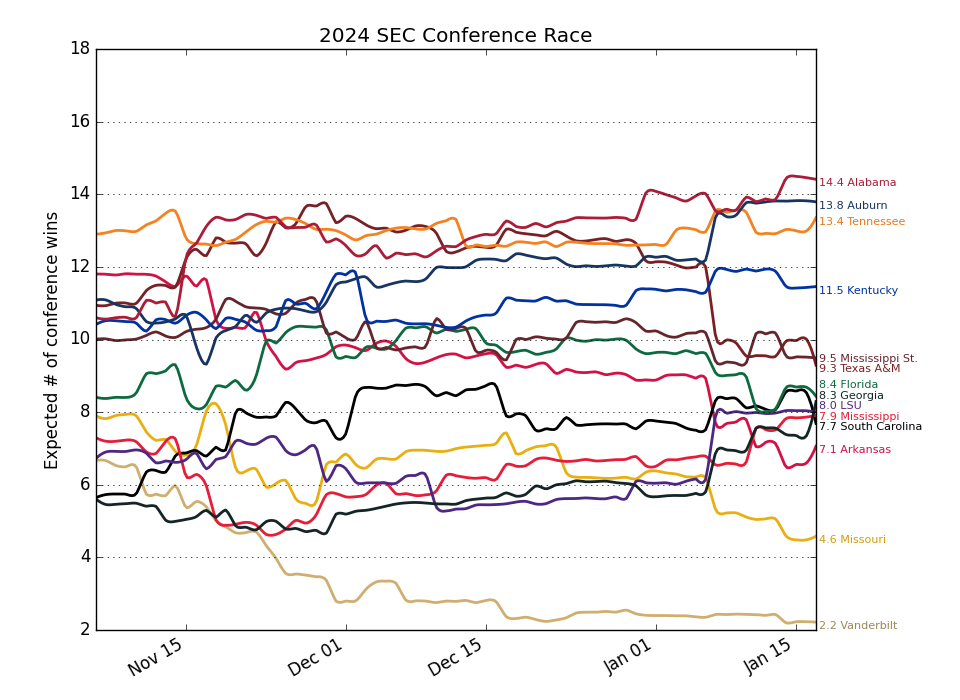 2024 SEC Conference Race
Expected # of conference wins
18
16
14
12
10
8
6
4
2
Nov 15
Dec 01
Dec 15
Jan 01
Jan 15
14.4 Alabama
13.8 Auburn
13.4 Tennessee
11.5 Kentucky
9.5 Mississippi St.
9.3 Texas A&M
8.4 Florida
8.3 Georgia
8.0 LSU
7.9 Mississippi
7.7 South Carolina
7.1 Arkansas
4.6 Missouri
2.2 Vanderbilt